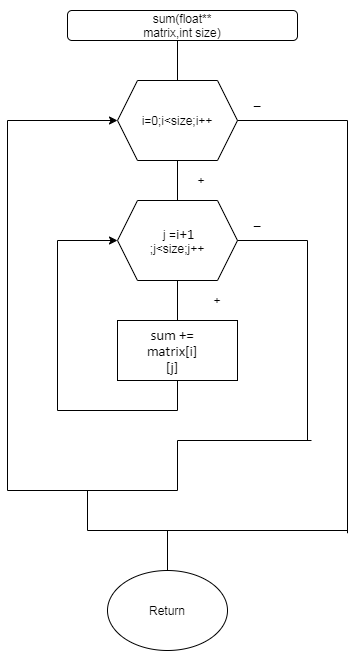 sum(float**
matrix,int size)
i=0;i<size;i++
–
+
j =i+1
;j<size;j++
–
+
sum +=
matrix[i]
[j]
Return